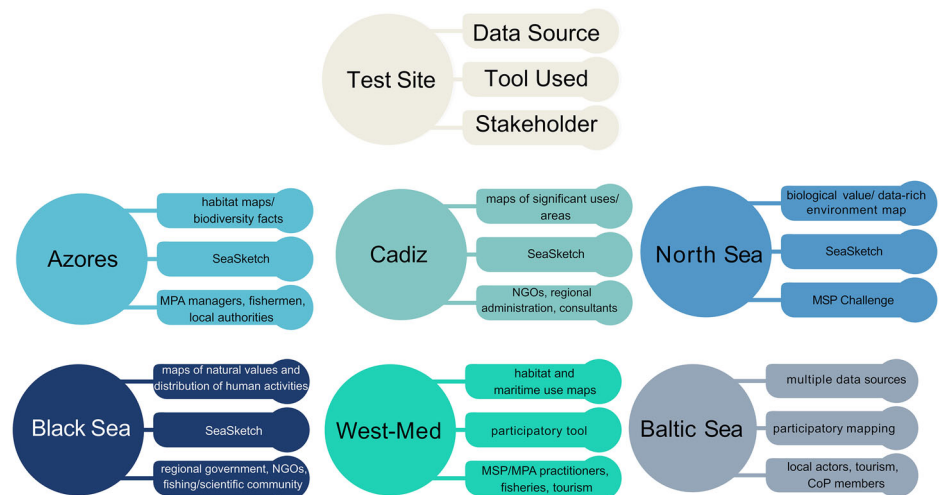 Test Site
Data Source
Tool Used
Stakeholder
Azores
habitat maps/
biodiversity facts
SeaSketch
MPA managers, fishermen,
local authorities
Cadiz
maps of significant uses/
areas
SeaSketch
NGOs, regional
administration, consultants
North Sea
biological value/ data-rich
environment map
SeaSketch
MSP Challenge
Black Sea
maps of natural values and
distribution of human activities
SeaSketch
regional government, NGOs,
fishing/scientific community
West-Med
habitat and
maritime use maps
participatory tool
MSP/MPA practitioners,
fisheries, tourism
Baltic Sea
multiple data sources
participatory mapping
local actors, tourism,
CoP members